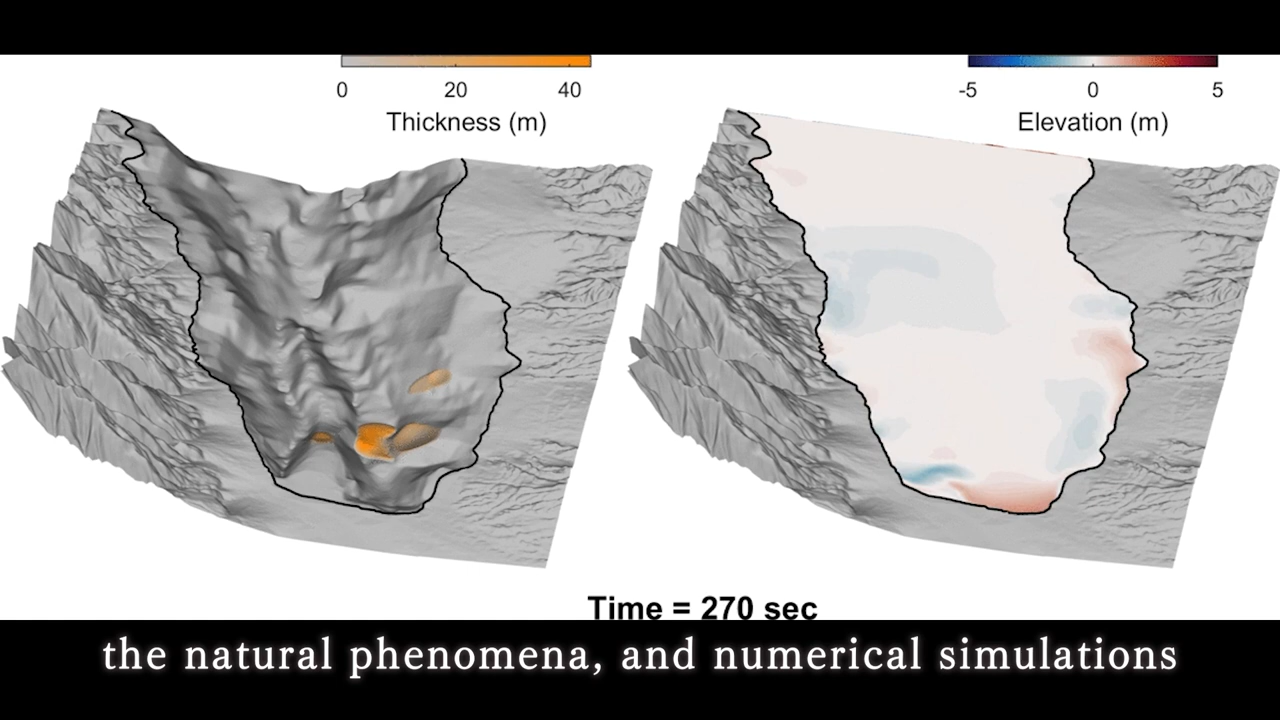 0 20 40
Thickness (m)
-5 0 5
Elevation (m)
Time = 270 sec
the natural phenomena, and numerical simulations